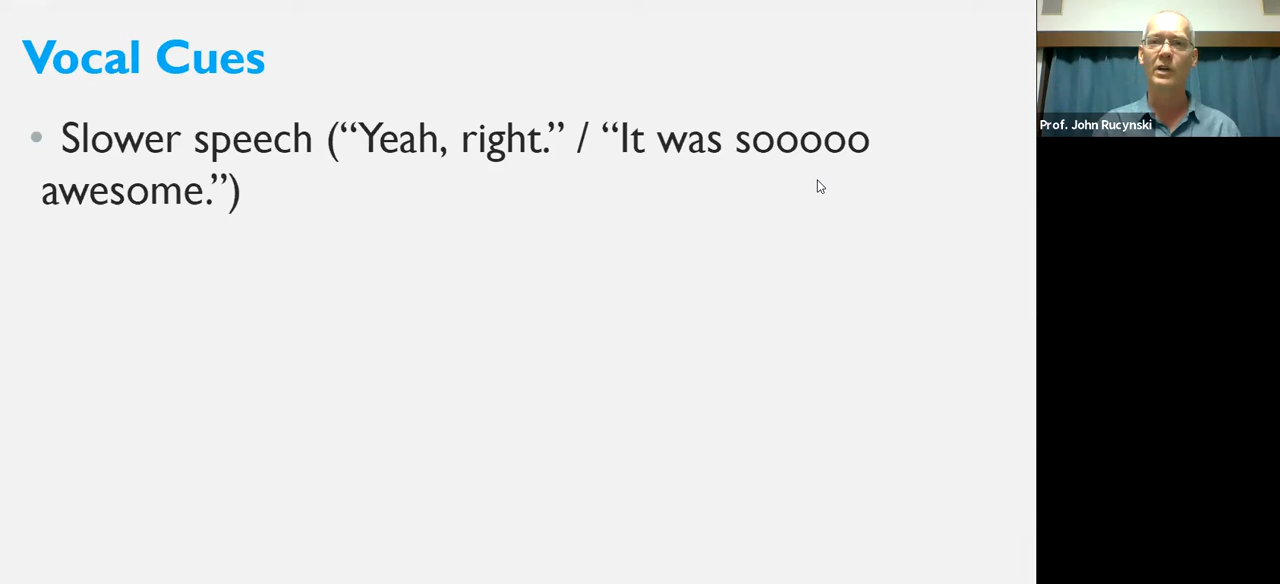 Vocal Cues
• Slower speech (“Yeah, right.” / “It was sooooo
awesome.”)
Prof. John Rucynski